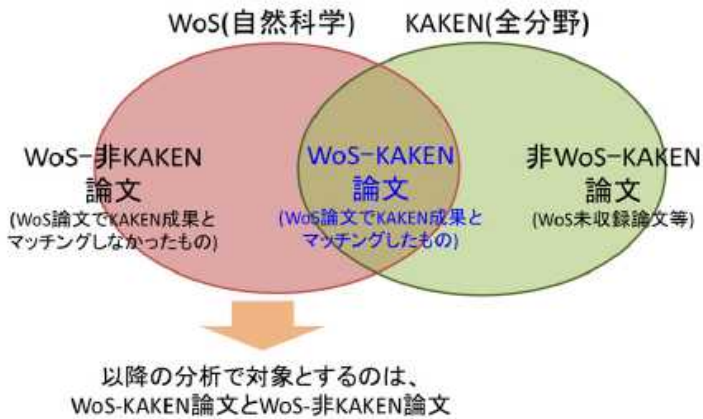 WoS(自然科学)
KAKEN(全分野)
WoS-非KAKEN
論文
(WoS論文でKAKEN成果と
マッチングしなかったもの)
WoS-KAKEN
論文
(WoS論文でKAKEN成果と
マッチングしたもの)
非WoS-KAKEN
論文
(WoS未収録論文等)
以降の分析で対象とするのは、
WoS-KAKEN論文とWoS-非KAKEN論文